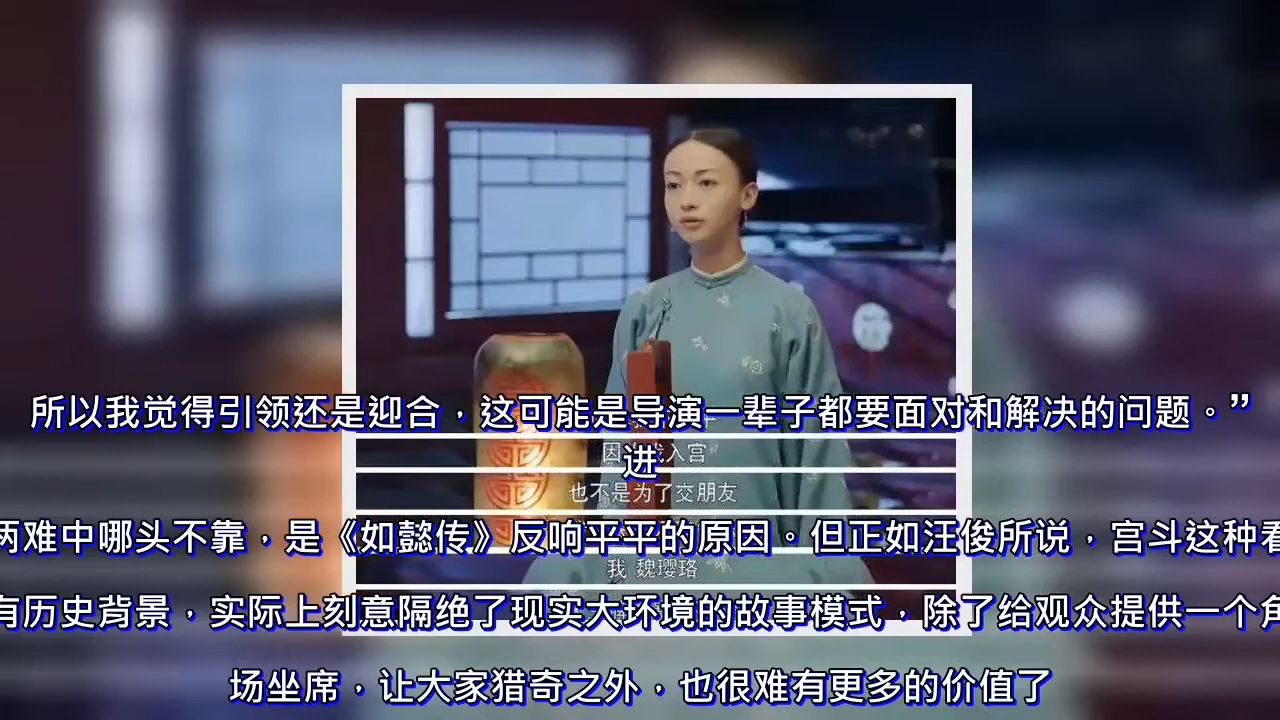 所以我觉得引领还是迎合，这可能是导演一辈子都要面对和解决的问题。”
因 我入宫
进
也不是为了交朋友
两难中哪头不靠，是《如懿传》反响平平的原因。但正如汪俊所说，宫斗这种看
我 魏璎珞
有历史背景，实际上刻意隔绝了现实大环境的故事模式，除了给观众提供一个角
场坐席，让大家猎奇之外，也很难有更多的价值了